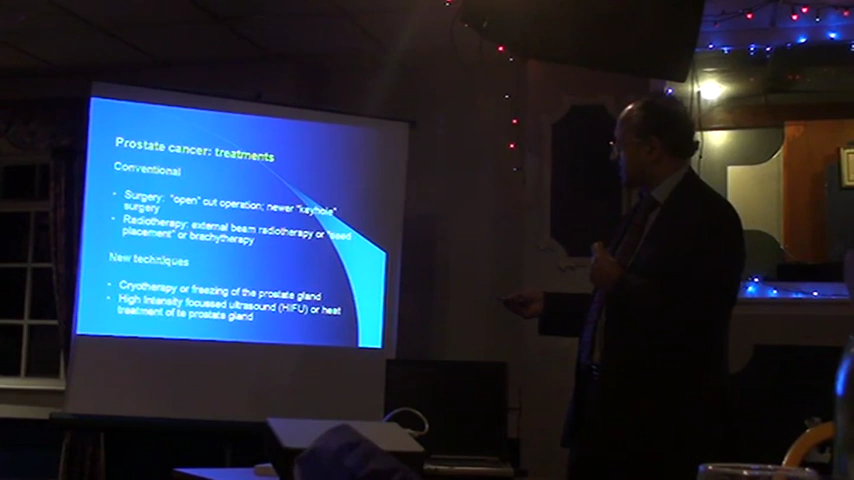 Prostate cancer: treatments
Conventional
• Surgery: "open" cut operation; newer "keyhole"
surgery
• Radiotherapy: external beam radiotherapy or "seed
placement" or brachytherapy
New techniques
• Cryotherapy or freezing of the prostate gland
• High Intensity focussed ultrasound (HIFU) or heat
treatment of te prostate gland